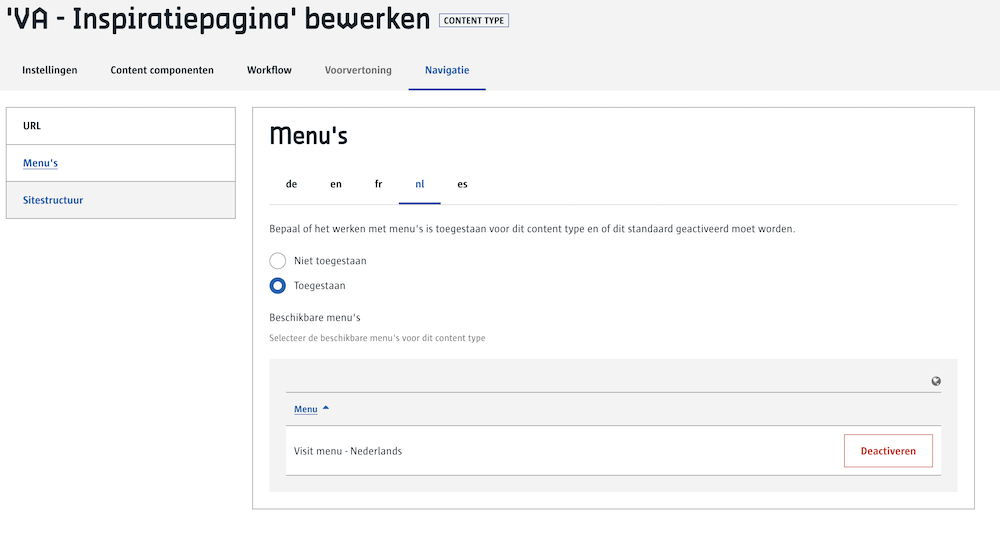 'VA - Inspiratiepagina' bewerken CONTENT TYPE
Instellingen Content componenten Workflow Voorvertoning Navigatie
URL
Menu's
Sitestructuur
Menu's
de en fr nl es
Bepaal of het werken met menu's is toegestaan voor dit content type en of dit standaard geactiveerd moet worden.
Niet toegestaan
Toegestaan
Beschikbare menu's
Selecteer de beschikbare menu's voor dit content type
Menu
Visit menu - Nederlands Deactiveren